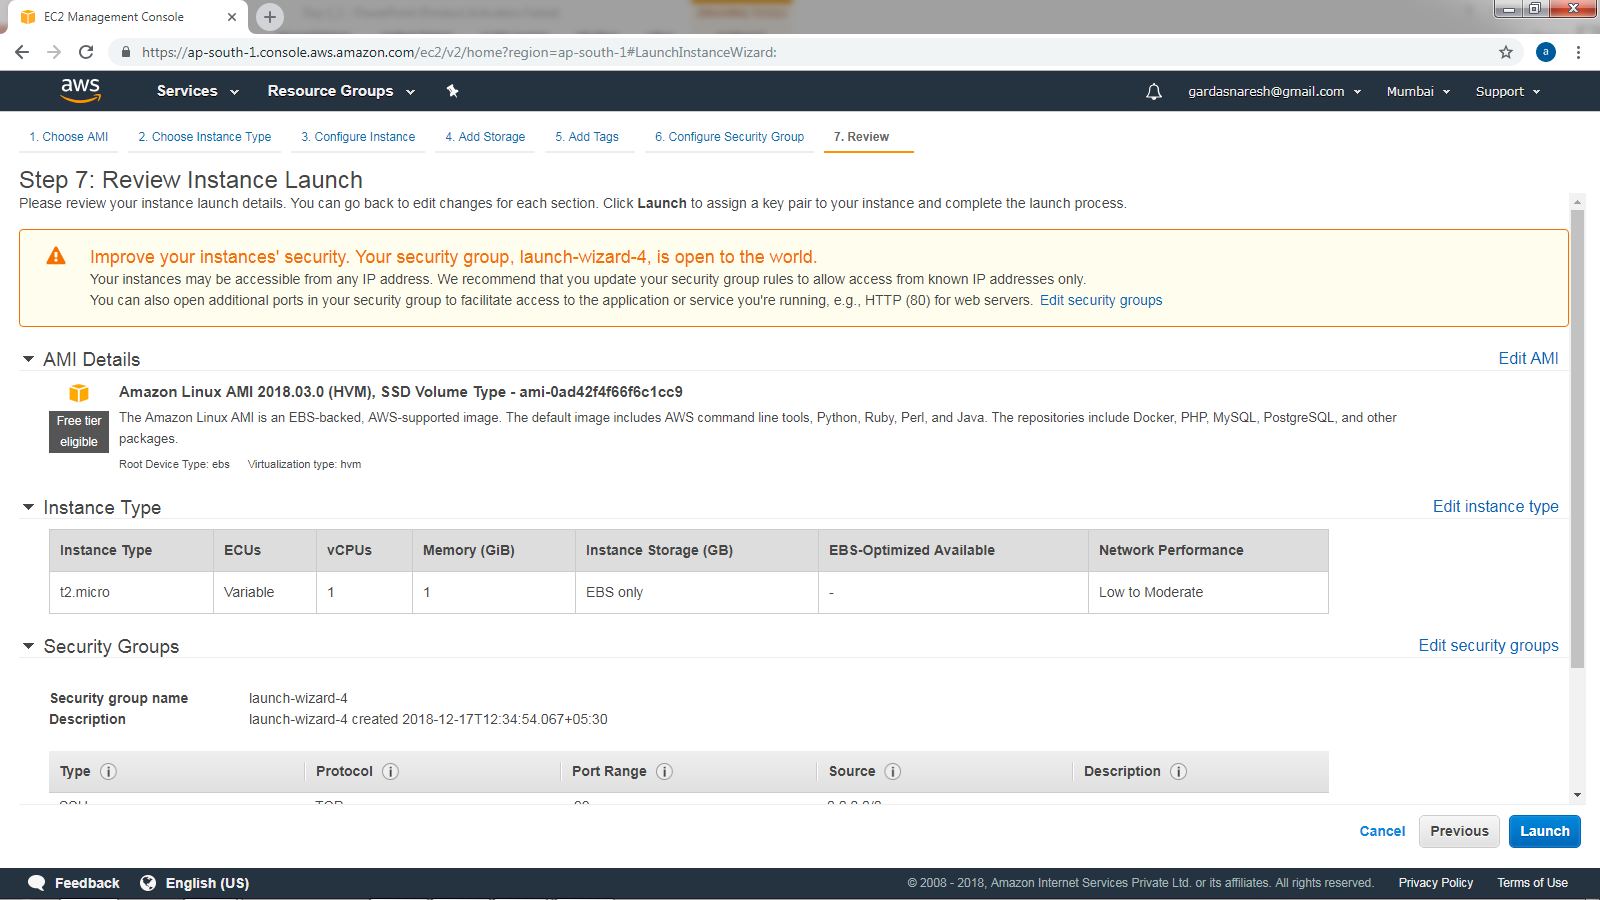 EC2 Management Console
https://ap-south-1.console.aws.amazon.com/ec2/v2/home?region=ap-south-1#LaunchInstanceWizard:
a
aws Services Resource Groups gardasnaresh@gmail.com Mumbai Support
1. Choose AMI 2. Choose Instance Type 3. Configure Instance 4. Add Storage 5. Add Tags 6. Configure Security Group 7. Review
Step 7: Review Instance Launch
Please review your instance launch details. You can go back to edit changes for each section. Click Launch to assign a key pair to your instance and complete the launch process.
Improve your instances' security. Your security group, launch-wizard-4, is open to the world.
Your instances may be accessible from any IP address. We recommend that you update your security group rules to allow access from known IP addresses only.
You can also open additional ports in your security group to facilitate access to the application or service you're running, e.g., HTTP (80) for web servers. Edit security groups
AMI Details Edit AMI
Amazon Linux AMI 2018.03.0 (HVM), SSD Volume Type - ami-0ad42f4f66f6c1cc9
Free tier eligible
The Amazon Linux AMI is an EBS-backed, AWS-supported image. The default image includes AWS command line tools, Python, Ruby, Perl, and Java. The repositories include Docker, PHP, MySQL, PostgreSQL, and other
packages.
Root Device Type: ebs Virtualization type: hvm
Instance Type Edit instance type
Instance Type ECUs vCPUs Memory (GiB) Instance Storage (GB) EBS-Optimized Available Network Performance
t2.micro Variable 1 1 EBS only - Low to Moderate
Security Groups Edit security groups
Security group name launch-wizard-4
Description launch-wizard-4 created 2018-12-17T12:34:54.067+05:30
Type Protocol Port Range Source Description
Cancel Previous Launch
Feedback English (US) © 2008 - 2018, Amazon Internet Services Private Ltd. or its affiliates. All rights reserved. Privacy Policy Terms of Use